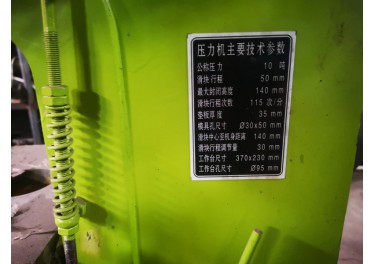 压力机主要技术参数
公称压力 10 吨
滑块行程 50 mm
最大封闭高度 140 mm
滑块行程次数 115 次/分
垫板厚度 35 mm
模具孔尺寸 Ø30x50 mm
滑块中心至机身距离 140 mm
滑块行程调节量 30 mm
工作台 370x230 mm
工作台孔尺寸 Ø95 mm